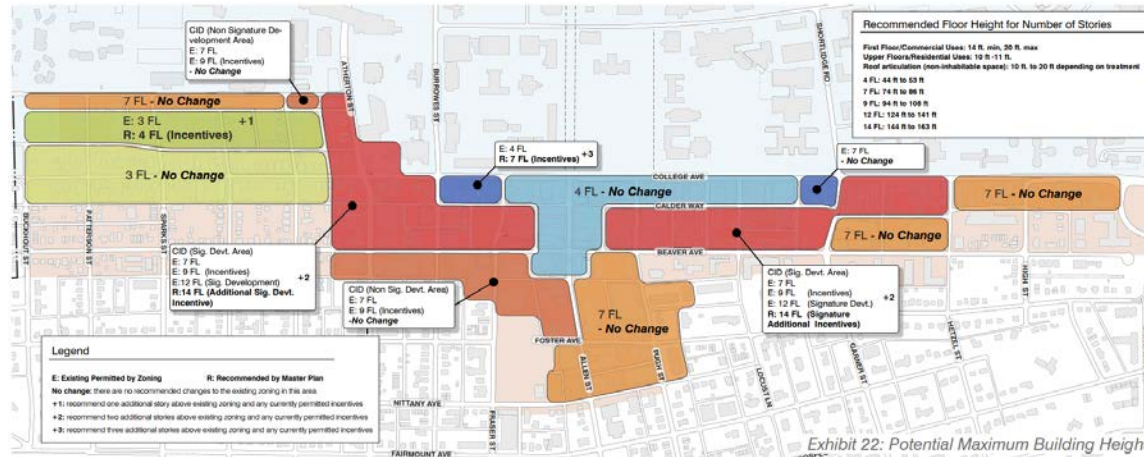 CID (Non Signature De-
velopment Area)
E: 7 FL
E: 9 FL (Incentives)
- No Change
ATHERTON ST
BURROWES ST
SHORTLIDGE RD
Recommended Floor Height for Number of Stories
First Floor/Commercial Uses: 14 ft. min, 20 ft. max
Upper Floors/Residential Uses: 10 ft -11 ft.
Roof articulation (non-inhabitable space): 10 ft. to 20 ft depending on treatment
4 FL: 44 ft to 53 ft
7 FL: 74 ft to 86 ft
9 FL: 94 ft to 108 ft
12 FL: 124 ft to 141 ft
14 FL: 144 ft to 163 ft
7 FL - No Change
E: 3 FL +1
R: 4 FL (Incentives)
3 FL - No Change
E: 4 FL
R: 7 FL (Incentives) +3
E: 7 FL
- No Change
COLLEGE AVE
4 FL - No Change
CALDER WAY
7 FL - No Change
7 FL - No Change
BEAVER AVE
BUCKHOUT ST
PATTERSON ST
SPARKS ST
HIGH ST
CID (Sig. Devt. Area)
E: 7 FL
E: 9 FL (Incentives)
E:12 FL (Sig. Development) +2
R:14 FL (Additional Sig. Devt.
Incentive)
CID (Non Sig. Devt. Area)
E: 7 FL
E: 9 FL (Incentives)
-No Change
CID (Sig. Devt. Area)
E: 7 FL
E: 9 FL (Incentives)
E: 12 FL (Signature Devt.) +2
R: 14 FL (Signature
Additional Incentives)
7 FL
- No Change
FOSTER AVE
ALLEN ST
PUGH ST
LOCUST LN
GARNER ST
HETZEL ST
NITTANY AVE
FRASER ST
FAIRMOUNT AVE
Legend
E: Existing Permitted by Zoning R: Recommended by Master Plan
No change: there are no recommended changes to the existing zoning in this area
+1: recommend one additional story above existing zoning and any currently permitted incentives
+2: recommend two additional stories above existing zoning and any currently permitted incentives
+3: recommend three additional stories above existing zoning and any currently permitted incentives
Exhibit 22: Potential Maximum Building Heigh